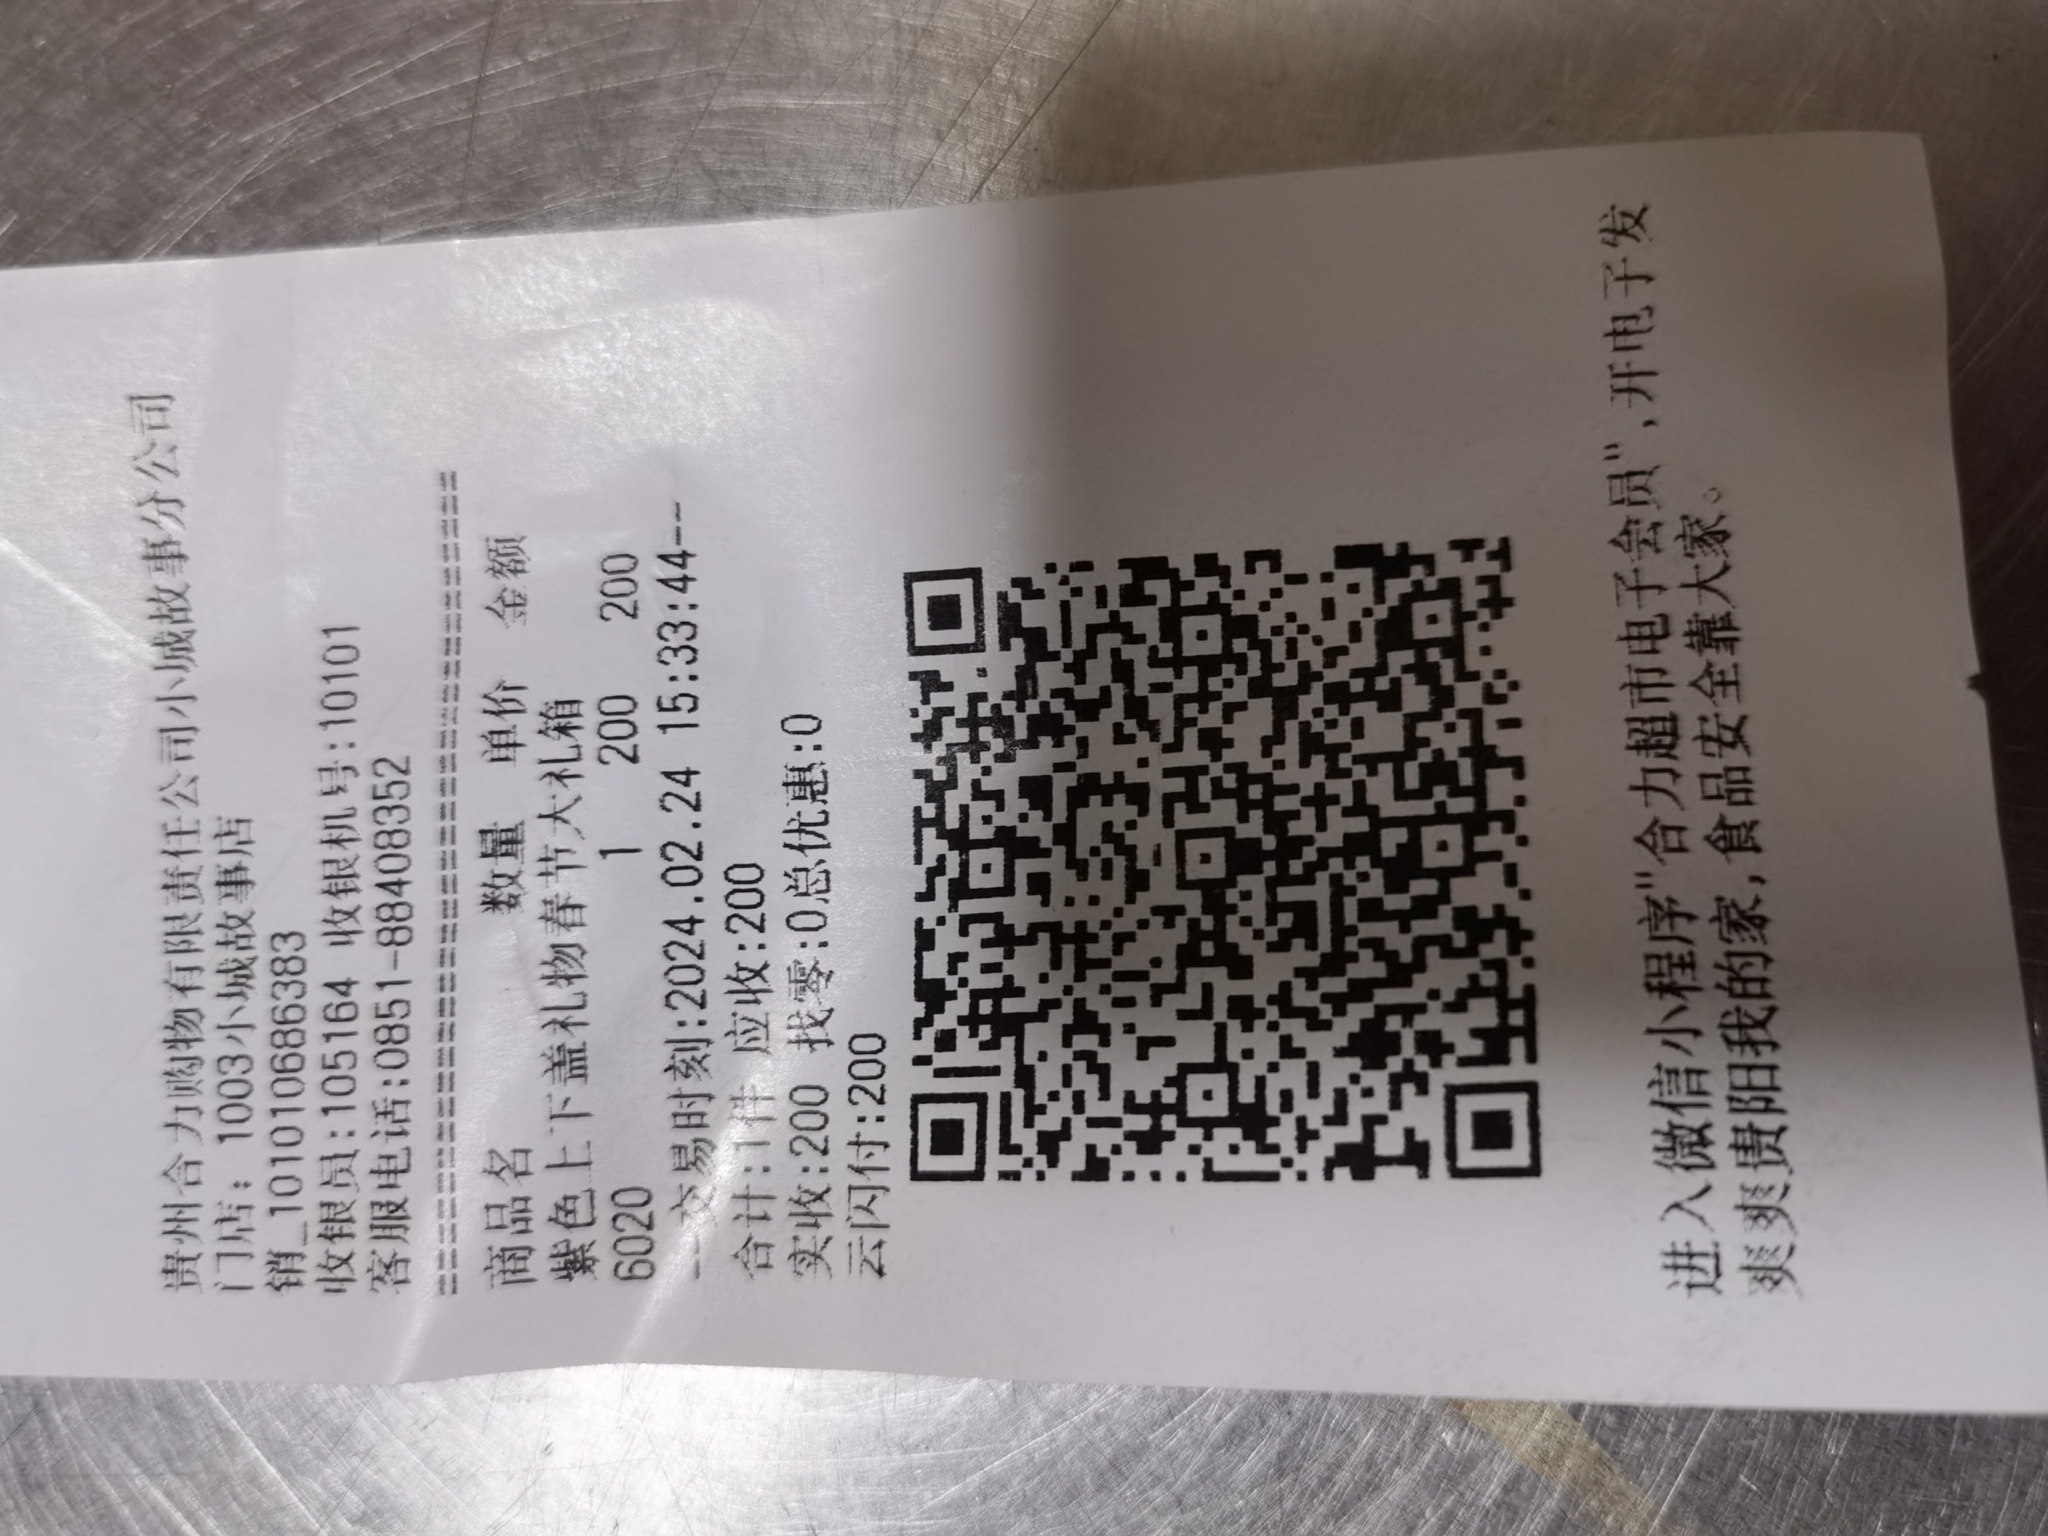 贵州合力购物有限责任公司小城故事分公司
门店: 1003小城故事店
销_1010106863​83
收银员:105164 收银机号:10101
客服电话:0851-88408352
================================
商品名 数量 单价 金额
紫色上下盖礼物春节大礼箱
6020 1 200 200
--交易时刻:2024.02.24 15:33:44--
合计:1件 应收:200
实收:200 找零:0总优惠:0
云闪付:200
进入微信小程序"合力超市电子会员",开电子发
爽爽贵阳我的家,食品安全靠大家。